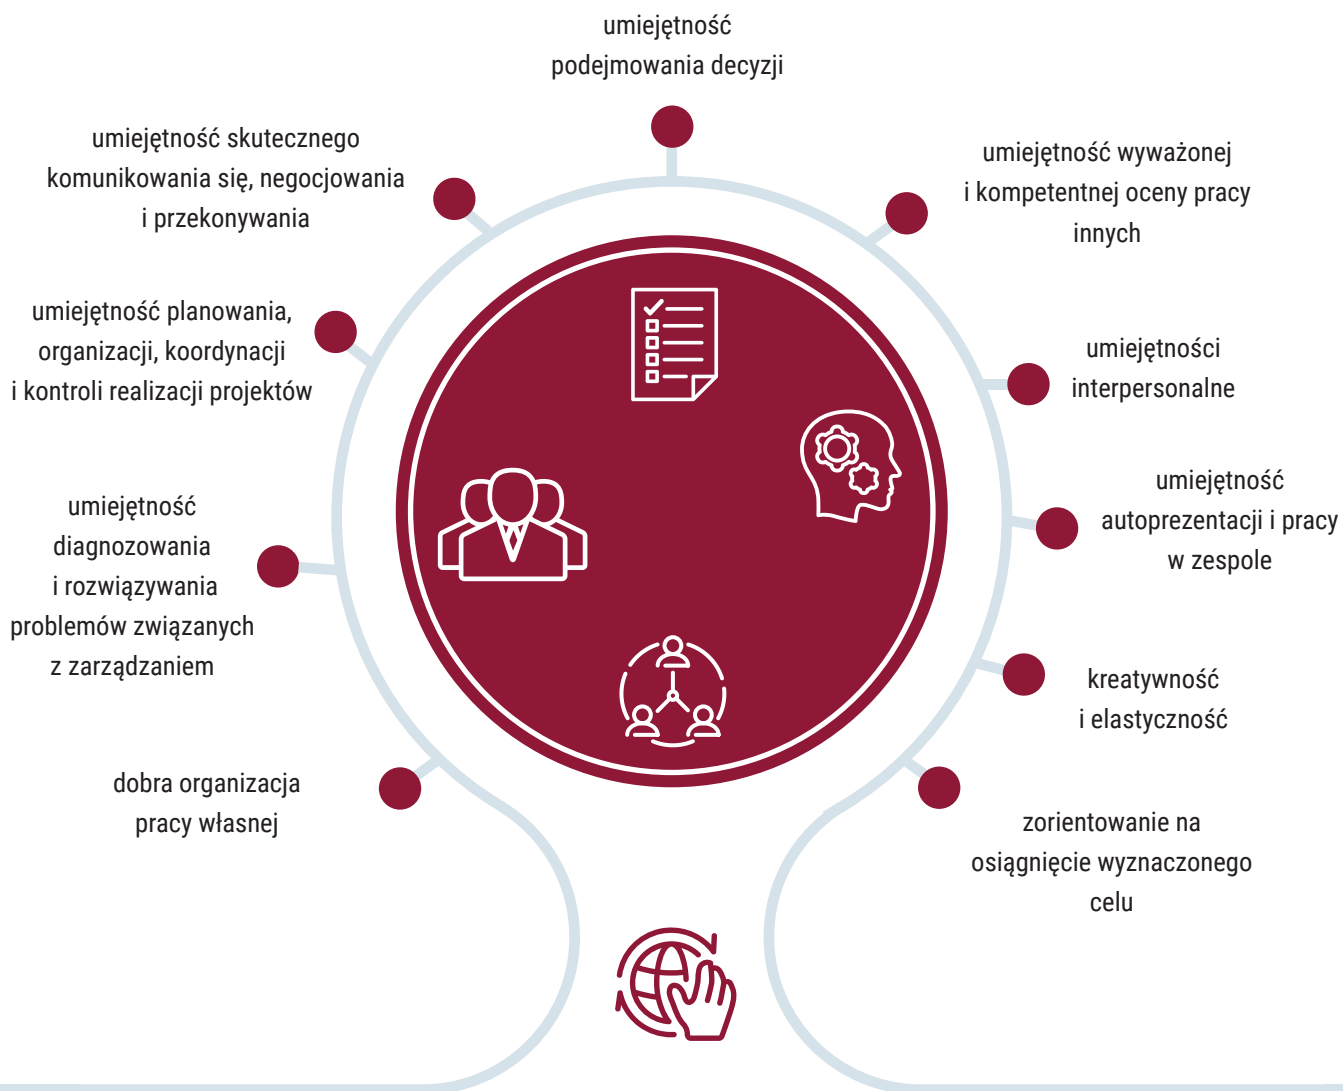 umiejętność
podejmowania decyzji
umiejętność skutecznego
komunikowania się, negocjowania
i przekonywania
umiejętność wyważonej
i kompetentnej oceny pracy
innych
umiejętność planowania,
organizacji, koordynacji
i kontroli realizacji projektów
umiejętności
interpersonalne
umiejętność
diagnozowania
i rozwiązywania
problemów związanych
z zarządzaniem
umiejętność
autoprezentacji i pracy
w zespole
kreatywność
i elastyczność
dobra organizacja
pracy własnej
zorientowanie na
osiągnięcie wyznaczonego
celu